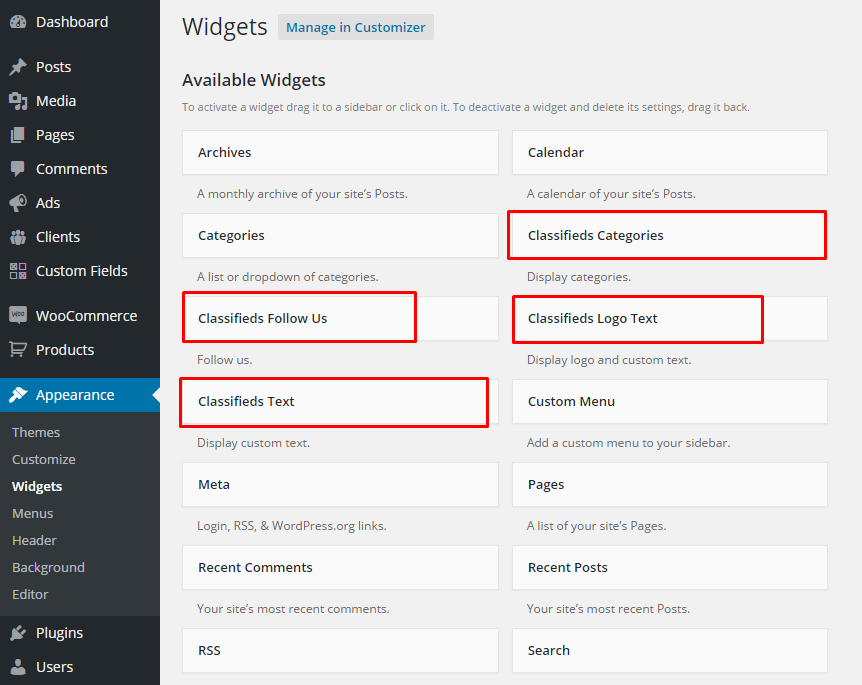 Dashboard
Posts
Media
Pages
Comments
Ads
Clients
Custom Fields
WooCommerce
Products
Appearance
Themes
Customize
Widgets
Menus
Header
Background
Editor
Plugins
Users
Widgets Manage in Customizer
Available Widgets
To activate a widget drag it to a sidebar or click on it. To deactivate a widget and delete its settings, drag it back.
Archives
A monthly archive of your site's Posts.
Calendar
A calendar of your site's Posts.
Categories
A list or dropdown of categories.
Classifieds Categories
Display categories.
Classifieds Follow Us
Follow us.
Classifieds Logo Text
Display logo and custom text.
Classifieds Text
Display custom text.
Custom Menu
Add a custom menu to your sidebar.
Meta
Login, RSS, & WordPress.org links.
Pages
A list of your site's Pages.
Recent Comments
Your site's most recent comments.
Recent Posts
Your site's most recent Posts.
RSS
Search